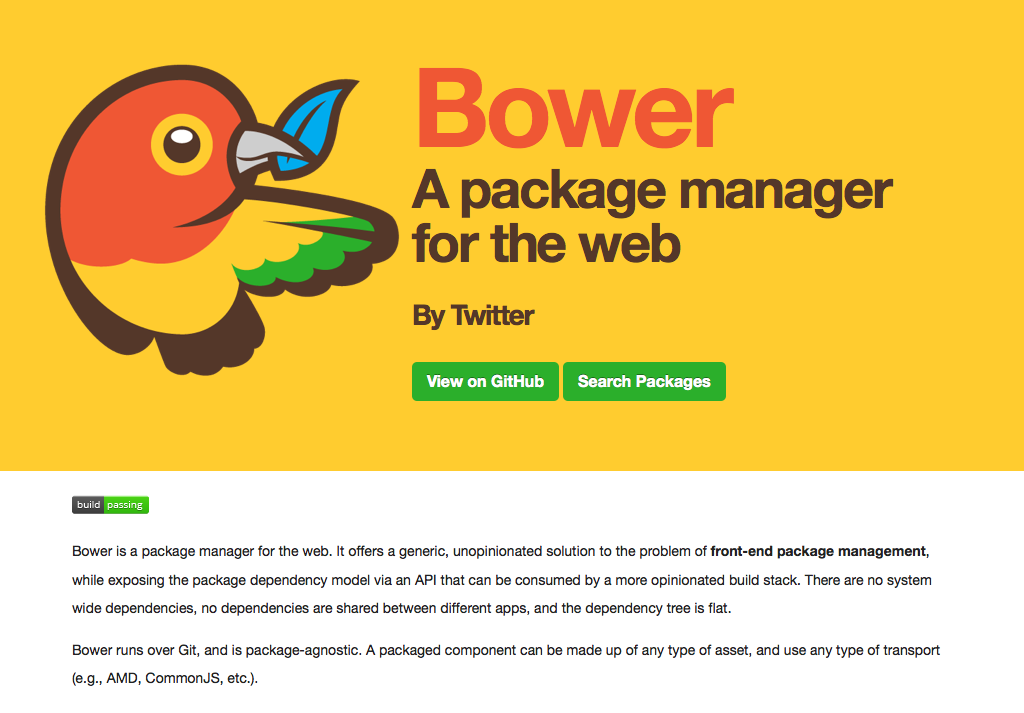 Bower
A package manager
for the web
By Twitter
View on GitHub Search Packages
build passing
Bower is a package manager for the web. It offers a generic, unopinionated solution to the problem of front-end package management,
while exposing the package dependency model via an API that can be consumed by a more opinionated build stack. There are no system
wide dependencies, no dependencies are shared between different apps, and the dependency tree is flat.
Bower runs over Git, and is package-agnostic. A packaged component can be made up of any type of asset, and use any type of transport
(e.g., AMD, CommonJS, etc.).